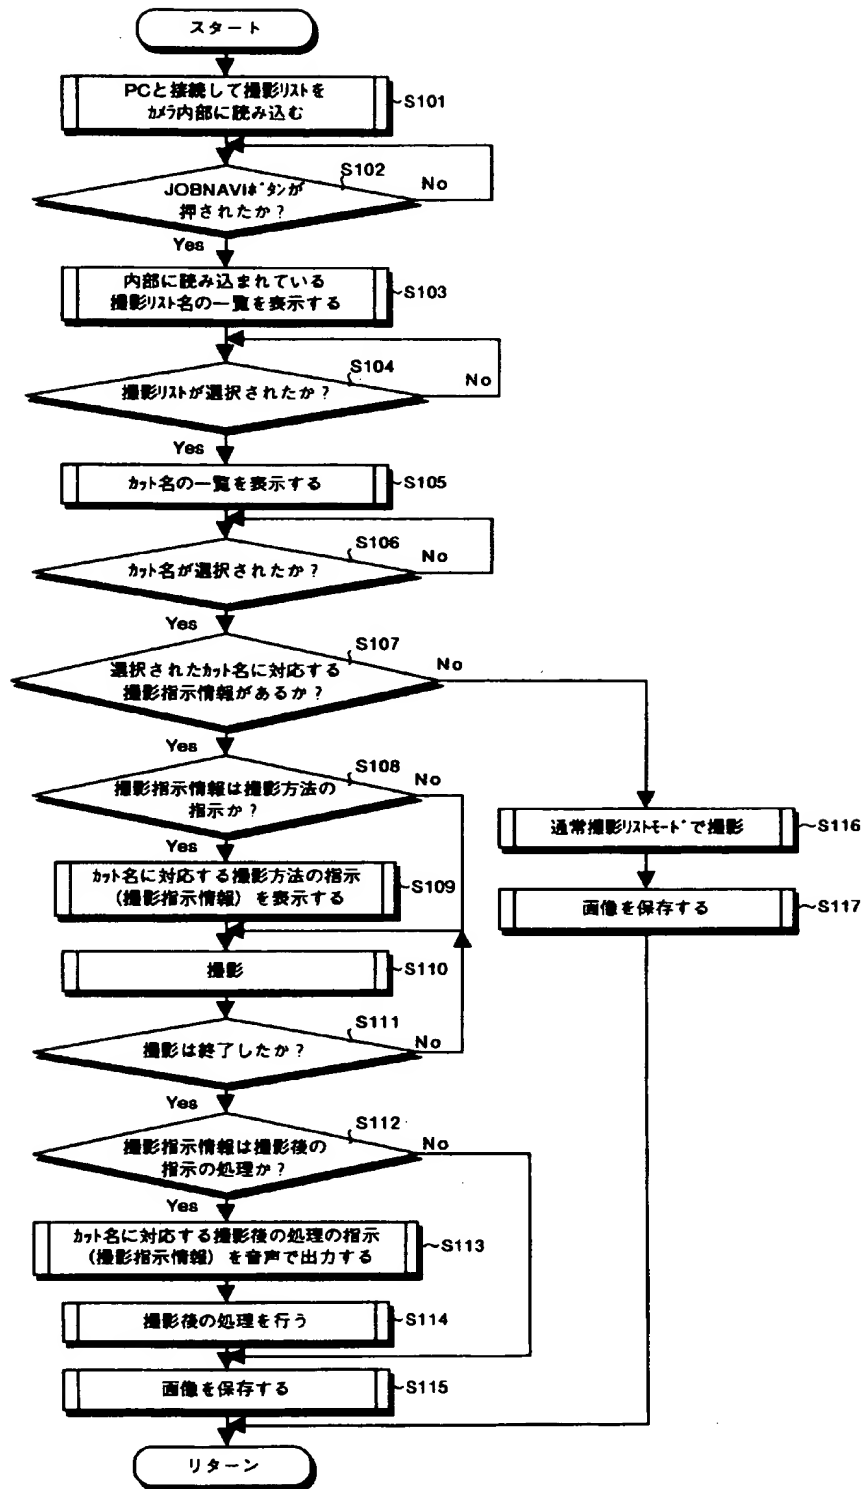 スタート
PCと接続して撮影ﾘｽﾄを
ｶﾒﾗ内部に読み込む
S101
S102
JOBNAVIﾎﾞﾀﾝが
押されたか？
No
Yes
内部に読み込まれている
撮影ﾘｽﾄ名の一覧を表示する
S103
S104
撮影ﾘｽﾄが選択されたか？
No
Yes
ｶｯﾄ名の一覧を表示する
S105
S106
ｶｯﾄ名が選択されたか？
No
Yes
S107
選択されたｶｯﾄ名に対応する
撮影指示情報があるか？
No
Yes
S108
撮影指示情報は撮影方法の
指示か？
No
Yes
ｶｯﾄ名に対応する撮影方法の指示
（撮影指示情報）を表示する
S109
通常撮影ﾘｽﾄﾓｰﾄﾞで撮影
S116
画像を保存する
S117
撮影
S110
S111
撮影は終了したか？
No
Yes
S112
撮影指示情報は撮影後の
指示の処理か？
No
Yes
ｶｯﾄ名に対応する撮影後の処理の指示
（撮影指示情報）を音声で出力する
S113
撮影後の処理を行う
S114
画像を保存する
S115
リターン